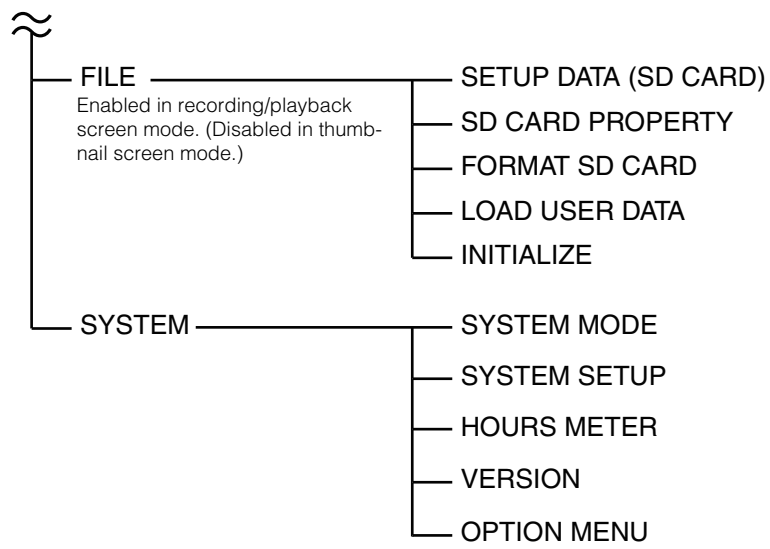 FILE
Enabled in recording/playback
screen mode. (Disabled in thumb-
nail screen mode.)
SETUP DATA (SD CARD)
SD CARD PROPERTY
FORMAT SD CARD
LOAD USER DATA
INITIALIZE
SYSTEM
SYSTEM MODE
SYSTEM SETUP
HOURS METER
VERSION
OPTION MENU